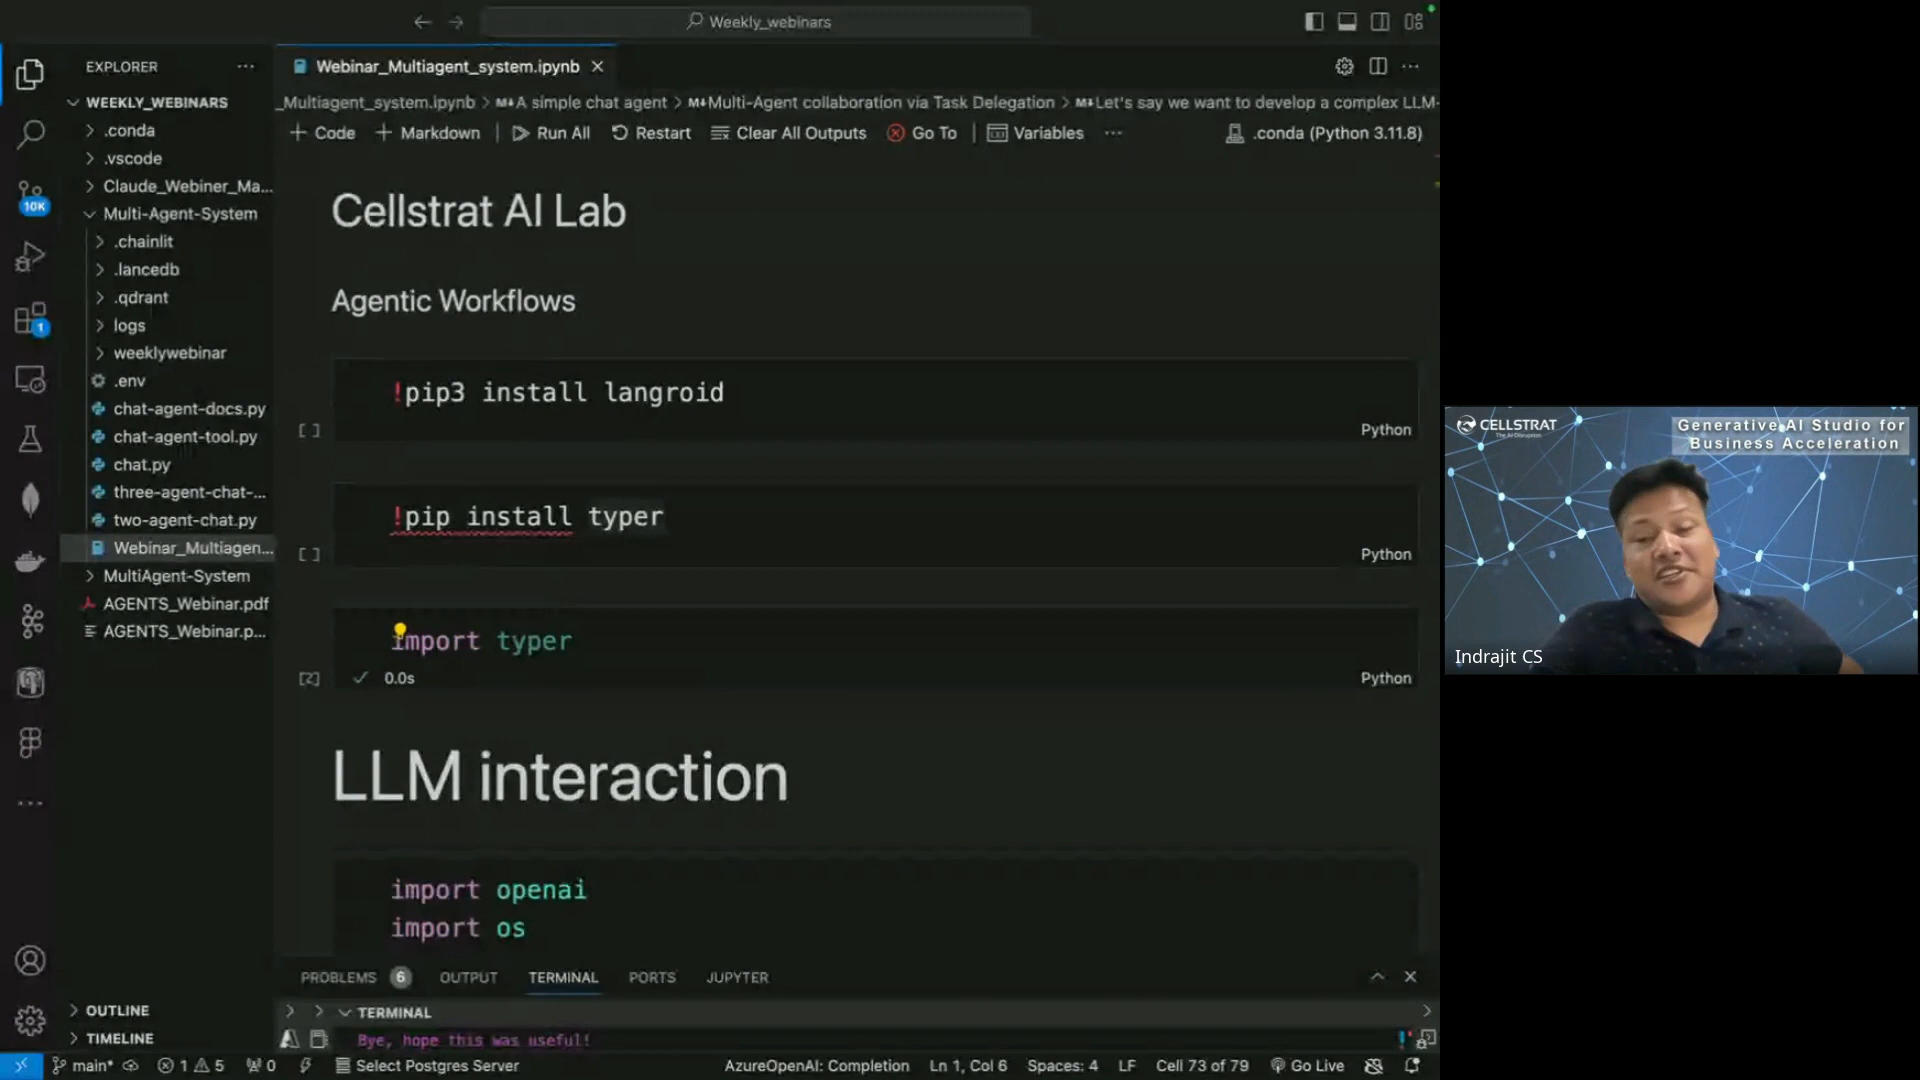 Weekly_webinars
EXPLORER
Webinar_Multiagent_system.ipynb
WEEKLY_WEBINARS
_Multiagent_system.ipynb > M↓A simple chat agent > M↓Multi-Agent collaboration via Task Delegation > M↓Let's say we want to develop a complex LLM-
+ Code + Markdown Run All Restart Clear All Outputs Go To Variables ... .conda (Python 3.11.8)
.conda
.vscode
Claude_Webiner_Ma...
Multi-Agent-System
.chainlit
.lancedb
.qdrant
logs
weeklywebinar
.env
chat-agent-docs.py
chat-agent-tool.py
chat.py
three-agent-chat-...
two-agent-chat.py
Webinar_Multiagen...
MultiAgent-System
AGENTS_Webinar.pdf
AGENTS_Webinar.p...
10K
1
OUTLINE
TIMELINE
Cellstrat AI Lab
Agentic Workflows
!pip3 install langroid
[ ] Python
!pip install typer
[ ] Python
import typer
[2] 0.0s Python
LLM interaction
import openai
import os
PROBLEMS 6 OUTPUT TERMINAL PORTS JUPYTER
TERMINAL
Bye, hope this was useful!
main* 1 5 0 Select Postgres Server AzureOpenAI: Completion Ln 1, Col 6 Spaces: 4 LF Cell 73 of 79 Go Live
CELLSTRAT
Generative AI Studio for
Business Acceleration
Indrajit CS